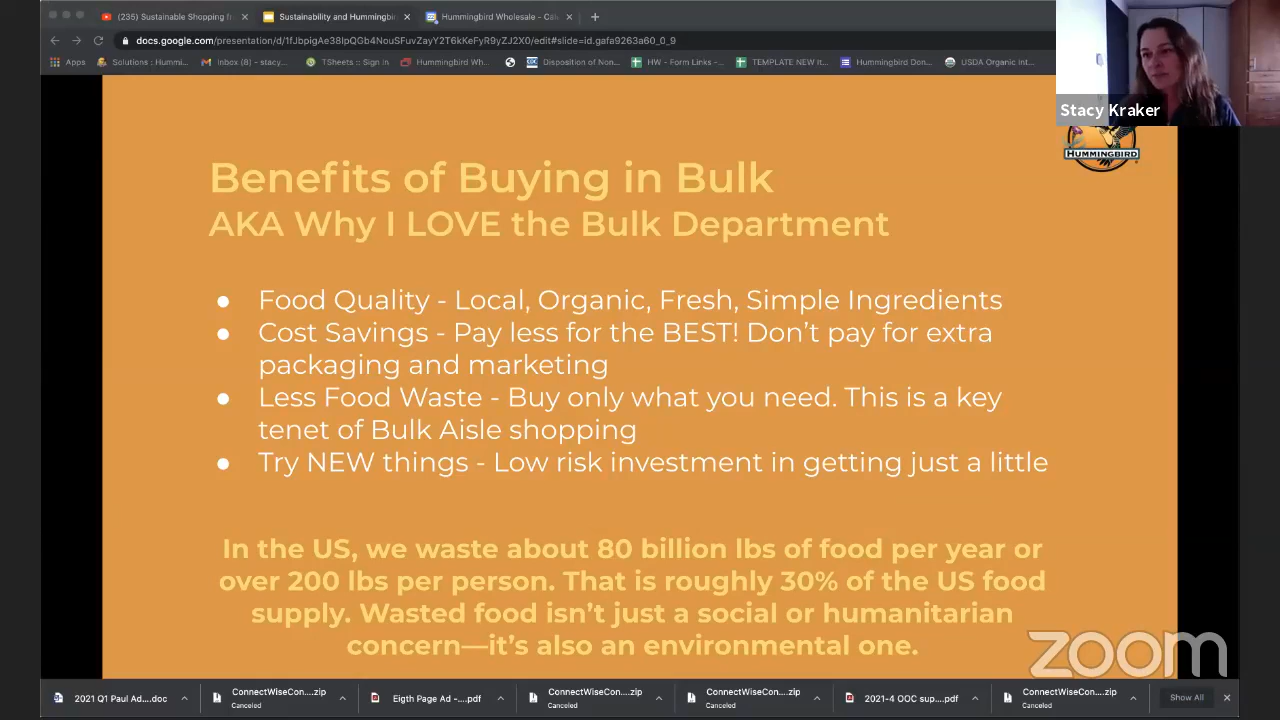 (235) Sustainable Shopping f
Sustainability and Hummingbi
Hummingbird Wholesale - Cal
docs.google.com/presentation/d/1fJbpigAe38IpQGb4NouSFuvZayY2T6kKeFyR9yZJ2X0/edit#slide=id.gafa9263a60_0_9
Apps
Solutions : Hummi...
Inbox (8) - stacy...
TSheets :: Sign in
Hummingbird Wh...
Disposition of Non...
HW - Form Links -...
TEMPLATE NEW It...
Hummingbird Don...
USDA Organic Int...
Stacy Kraker
HUMMINGBIRD
Benefits of Buying in Bulk
AKA Why I LOVE the Bulk Department
● Food Quality - Local, Organic, Fresh, Simple Ingredients
● Cost Savings - Pay less for the BEST! Don't pay for extra
packaging and marketing
● Less Food Waste - Buy only what you need. This is a key
tenet of Bulk Aisle shopping
● Try NEW things - Low risk investment in getting just a little
In the US, we waste about 80 billion lbs of food per year or
over 200 lbs per person. That is roughly 30% of the US food
supply. Wasted food isn't just a social or humanitarian
concern—it's also an environmental one.
zoom
2021 Q1 Paul Ad....doc
ConnectWiseCon....zip
Canceled
Eigth Page Ad -....pdf
ConnectWiseCon....zip
Canceled
ConnectWiseCon....zip
Canceled
2021-4 OOC sup....pdf
ConnectWiseCon....zip
Canceled
Show All